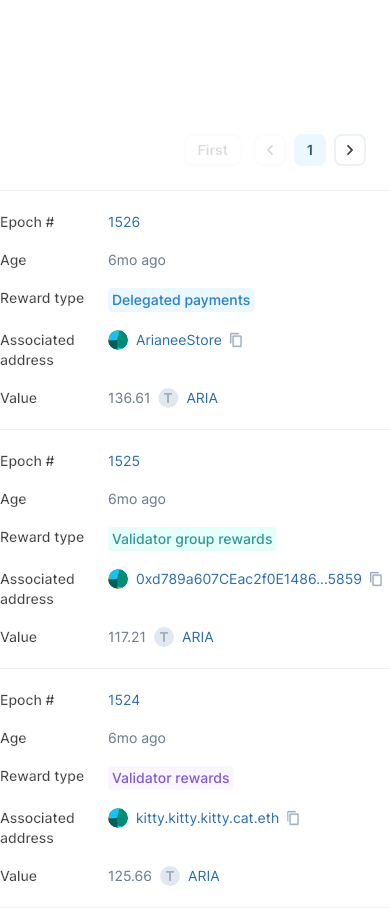 First 1
Epoch # 1526
Age 6mo ago
Reward type Delegated payments
Associated address ArianeeStore
Value 136.61 T ARIA
Epoch # 1525
Age 6mo ago
Reward type Validator group rewards
Associated address 0xd789a607CEac2f0E1486...5859
Value 117.21 T ARIA
Epoch # 1524
Age 6mo ago
Reward type Validator rewards
Associated address kitty.kitty.kitty.cat.eth
Value 125.66 T ARIA